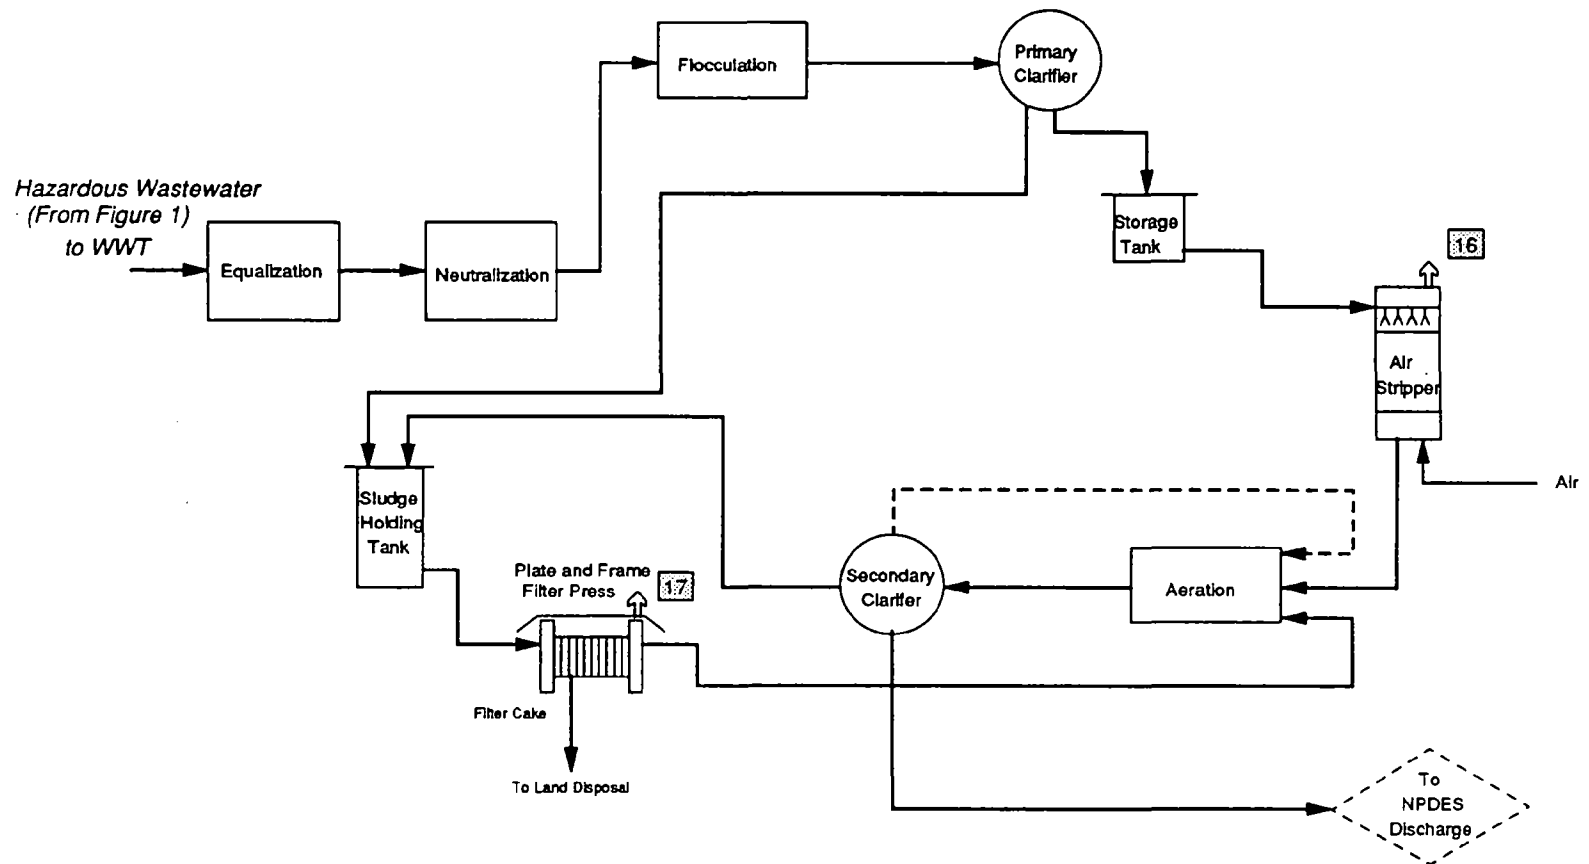 Flocculation
Primary
Clarifier
Hazardous Wastewater
(From Figure 1)
to WWT
Equalization
Neutralization
Storage
Tank
16
Air
Stripper
Air
Sludge
Holding
Tank
Plate and Frame
Filter Press
17
Secondary
Clarifer
Aeration
Filter Cake
To Land Disposal
To
NPDES
Discharge